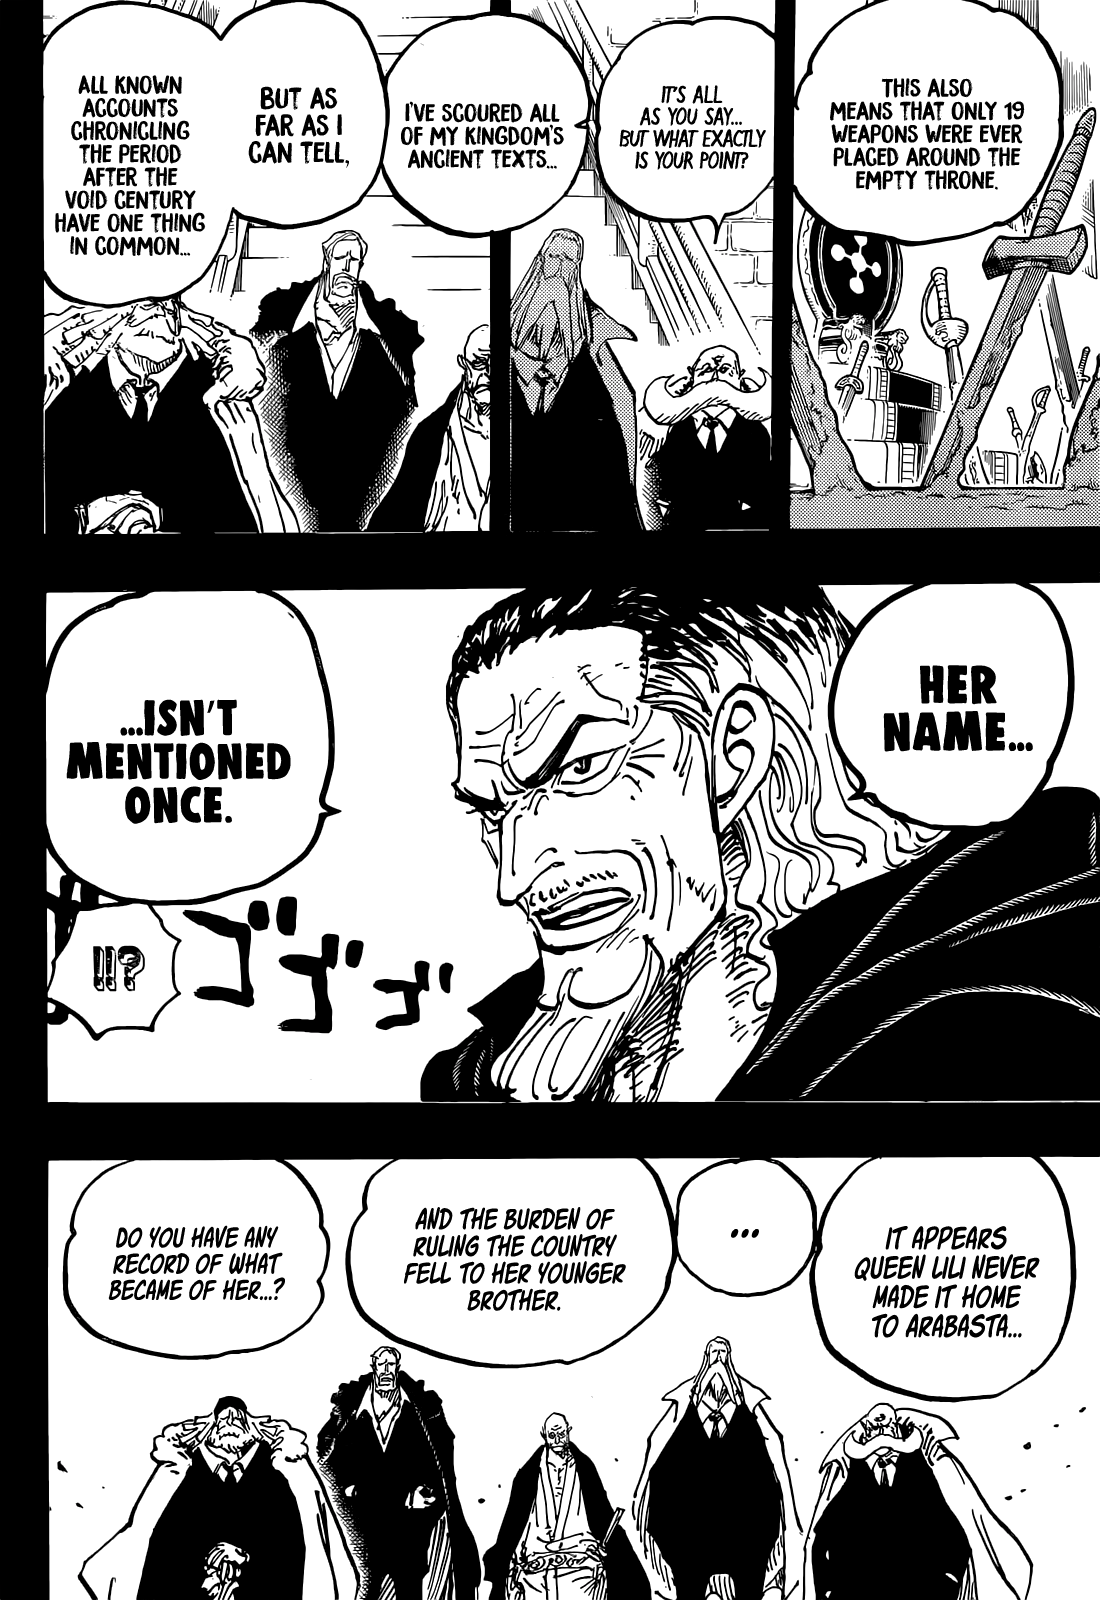 THIS ALSO
MEANS THAT ONLY 19
WEAPONS WERE EVER
PLACED AROUND THE
EMPTY THRONE.
IT'S ALL
AS YOU SAY...
BUT WHAT EXACTLY
IS YOUR POINT?
I'VE SCOURED ALL
OF MY KINGDOM'S
ANCIENT TEXTS...
BUT AS
FAR AS I
CAN TELL,
ALL KNOWN
ACCOUNTS
CHRONICLING
THE PERIOD
AFTER THE
VOID CENTURY
HAVE ONE THING
IN COMMON...
HER
NAME...
...ISN'T
MENTIONED
ONCE.
!!?
ゴゴゴ
IT APPEARS
QUEEN LILI NEVER
MADE IT HOME
TO ARABASTA...
...
AND THE BURDEN OF
RULING THE COUNTRY
FELL TO HER YOUNGER
BROTHER.
DO YOU HAVE ANY
RECORD OF WHAT
BECAME OF HER...?